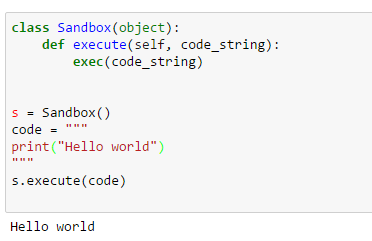 class Sandbox(object):
    def execute(self, code_string):
        exec(code_string)
s = Sandbox()
code = """
print("Hello world")
"""
s.execute(code)
Hello world